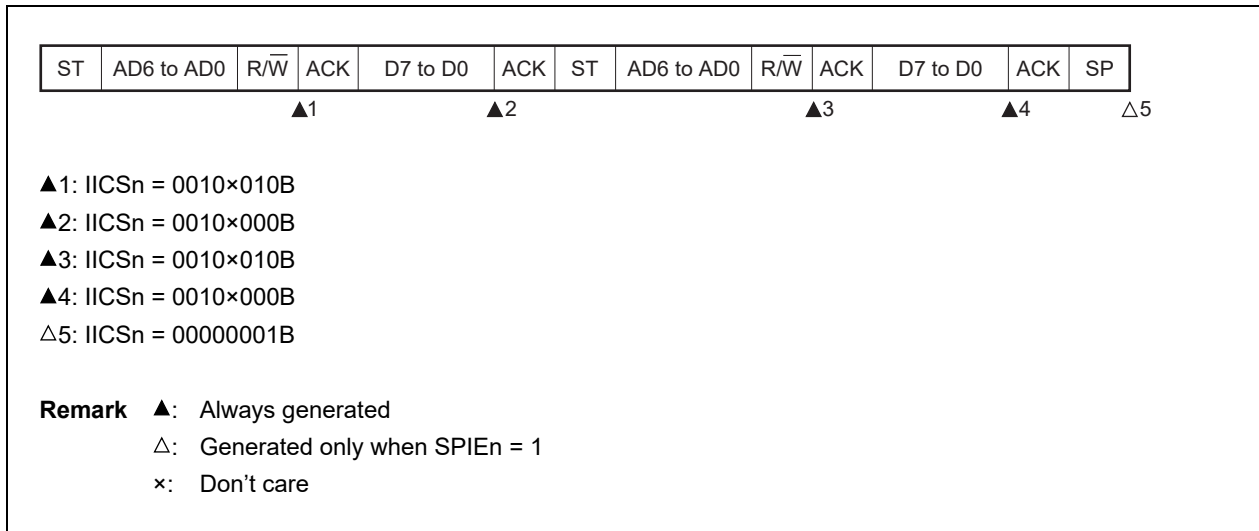 ST AD6 to AD0 R/W̅ ACK D7 to D0 ACK ST AD6 to AD0 R/W̅ ACK D7 to D0 ACK SP
▲1 ▲2 ▲3 ▲4 △5
▲1: IICSn = 0010×010B
▲2: IICSn = 0010×000B
▲3: IICSn = 0010×010B
▲4: IICSn = 0010×000B
△5: IICSn = 00000001B
Remark ▲: Always generated
△: Generated only when SPIEn = 1
×: Don’t care